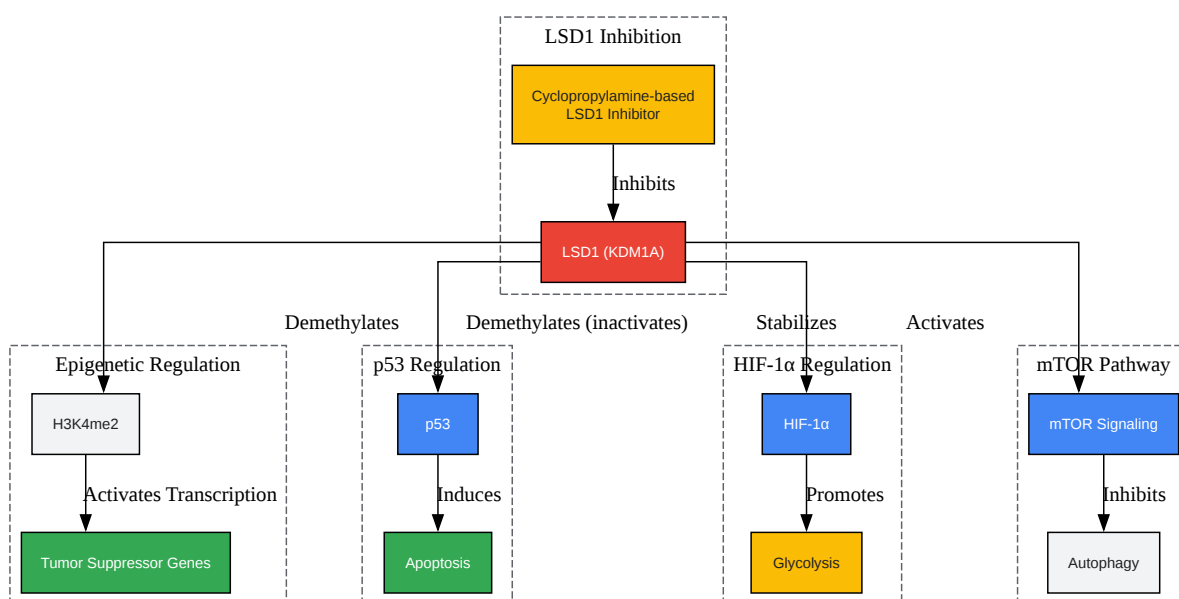 LSD1 Inhibition
Cyclopropylamine-based
LSD1 Inhibitor
Inhibits
LSD1 (KDM1A)
Demethylates
Demethylates (inactivates)
Stabilizes
Activates
Epigenetic Regulation
p53 Regulation
HIF-1α Regulation
mTOR Pathway
H3K4me2
p53
HIF-1α
mTOR Signaling
Activates Transcription
Induces
Promotes
Inhibits
Tumor Suppressor Genes
Apoptosis
Glycolysis
Autophagy